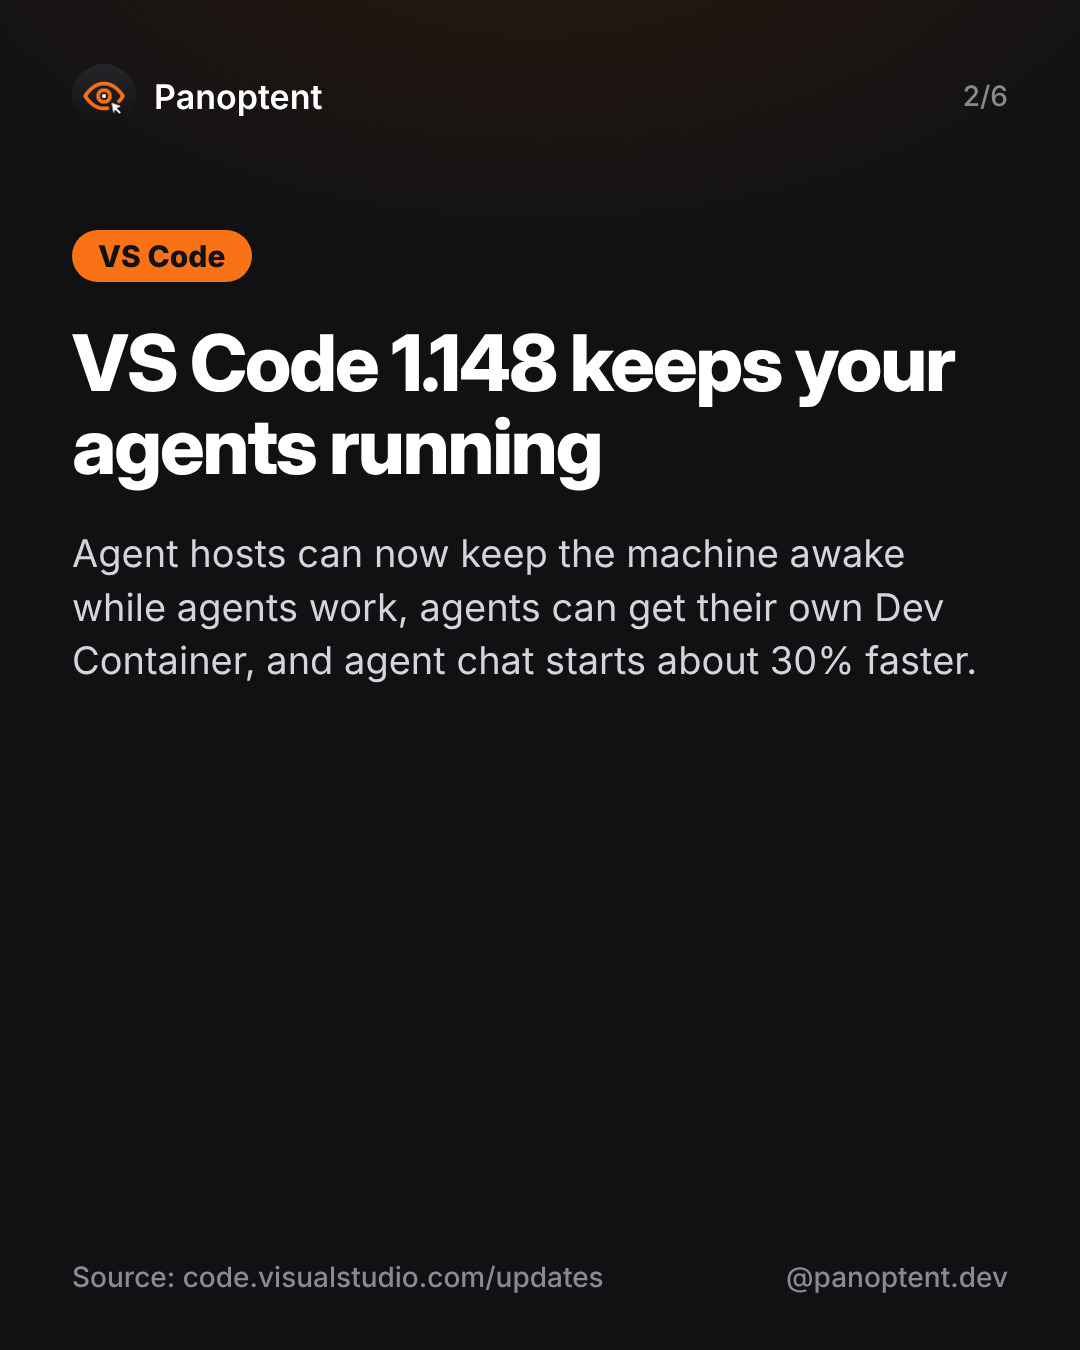 Panoptent
2/6
VS Code
VS Code 1.148 keeps your
agents running
Agent hosts can now keep the machine awake
while agents work, agents can get their own Dev
Container, and agent chat starts about 30% faster.
Source: code.visualstudio.com/updates
@panoptent.dev